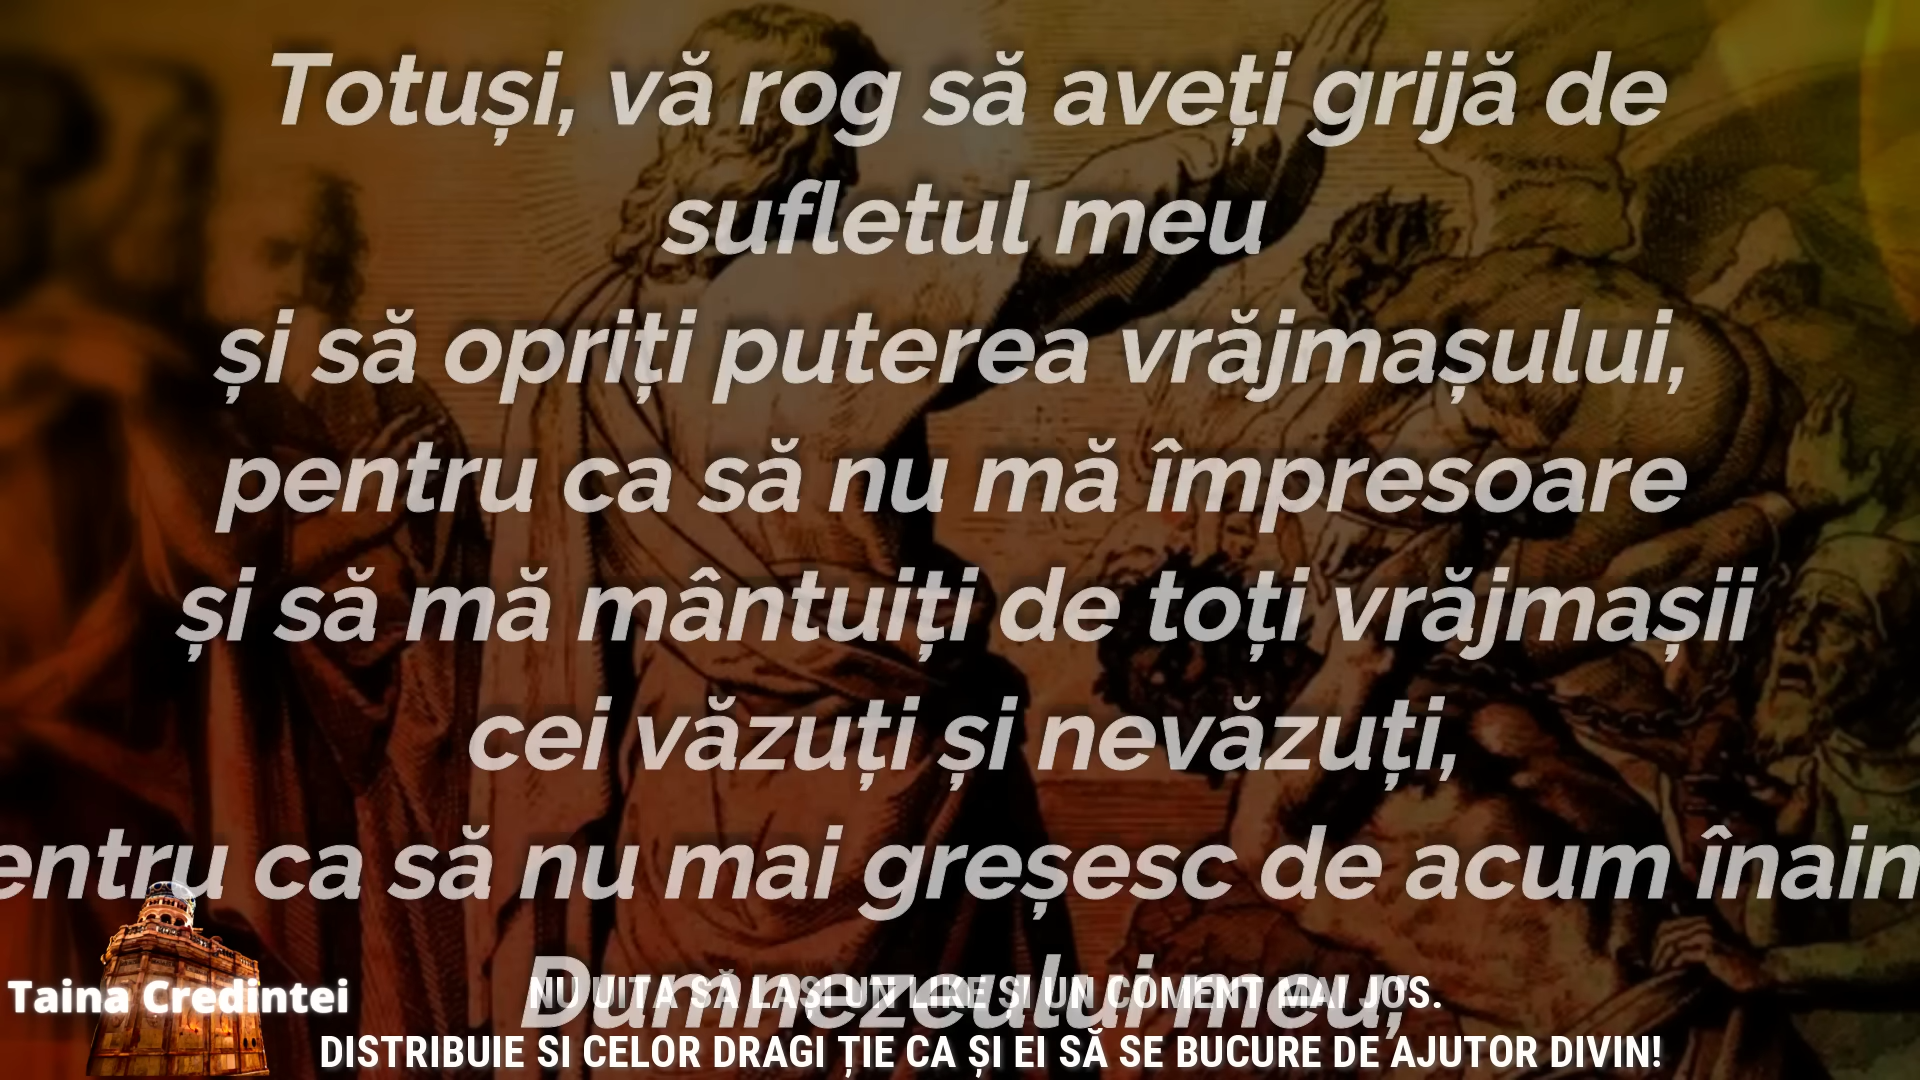 Totuși, vă rog să aveți grijă de
sufletul meu
și să opriți puterea vrăjmașului,
pentru ca să nu mă împresoare
și să mă mântuiți de toți vrăjmașii
cei văzuți și nevăzuți,
entru ca să nu mai greșesc de acum înain
Dumnezeului meu,
Taina Credintei
NU UITA SĂ LAȘI UN LIKE ȘI UN COMENT MAI JOS.
DISTRIBUIE SI CELOR DRAGI ȚIE CA ȘI EI SĂ SE BUCURE DE AJUTOR DIVIN!